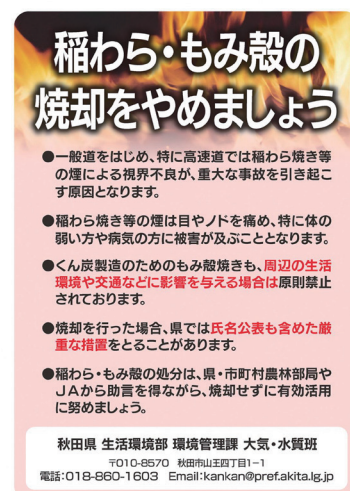 稲わら・もみ殻の
焼却をやめましょう
●一般道をはじめ、特に高速道では稲わら焼き等
の煙による視界不良が、重大な事故を引き起こ
す原因となります。
●稲わら焼き等の煙は目やノドを痛め、特に体の
弱い方や病気の方に被害が及ぶこととなります。
●くん炭製造のためのもみ殻焼きも、周辺の生活
環境や交通などに影響を与える場合は原則禁止
されております。
●焼却を行った場合、県では氏名公表も含めた厳
重な措置をとることがあります。
●稲わら・もみ殻の処分は、県・市町村農林部局や
JAから助言を得ながら、焼却せずに有効活用
に努めましょう。
秋田県 生活環境部 環境管理課 大気・水質班
〒010-8570 秋田市山王四丁目1-1
電話:018-860-1603 Email:kankan@pref.akita.lg.jp